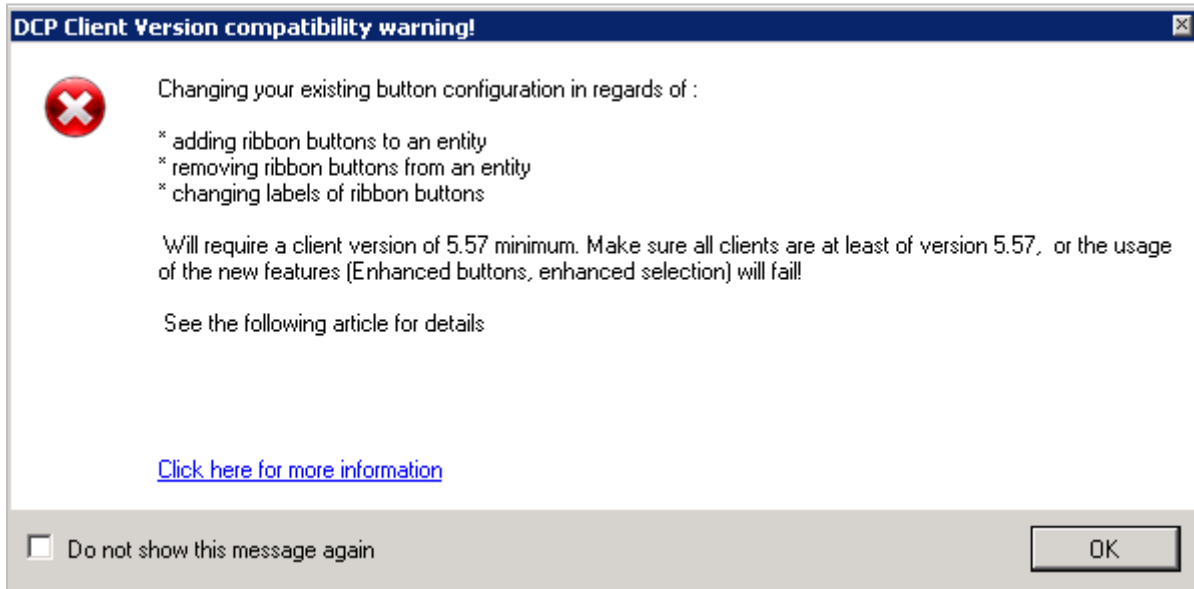 DCP Client Version compatibility warning!
Changing your existing button configuration in regards of :
* adding ribbon buttons to an entity
* removing ribbon buttons from an entity
* changing labels of ribbon buttons
Will require a client version of 5.57 minimum. Make sure all clients are at least of version 5.57,  or the usage
of the new features (Enhanced buttons, enhanced selection) will fail!
See the following article for details
Click here for more information
Do not show this message again
OK